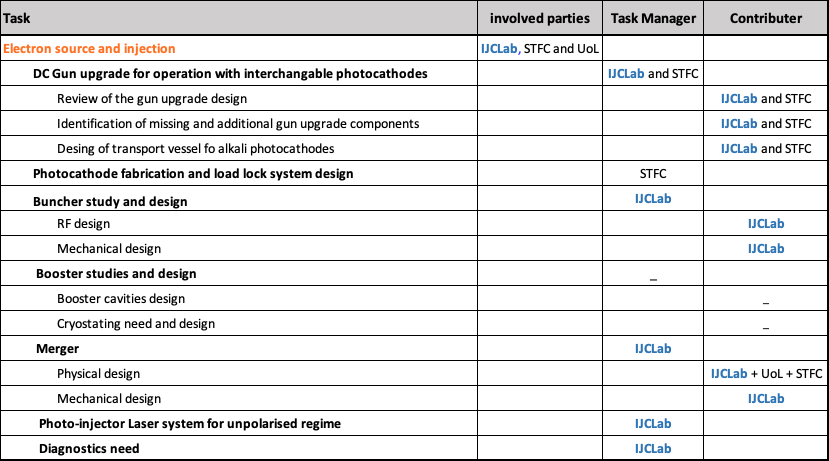 Task involved parties Task Manager Contributer
Electron source and injection IJCLab, STFC and UoL
DC Gun upgrade for operation with interchangable photocathodes IJCLab and STFC
Review of the gun upgrade design IJCLab and STFC
Identification of missing and additional gun upgrade components IJCLab and STFC
Desing of transport vessel fo alkali photocathodes IJCLab and STFC
Photocathode fabrication and load lock system design STFC
Buncher study and design IJCLab
RF design IJCLab
Mechanical design IJCLab
Booster studies and design _
Booster cavities design _
Cryostating need and design _
Merger IJCLab
Physical design IJCLab + UoL + STFC
Mechanical design IJCLab
Photo-injector Laser system for unpolarised regime IJCLab
Diagnostics need IJCLab